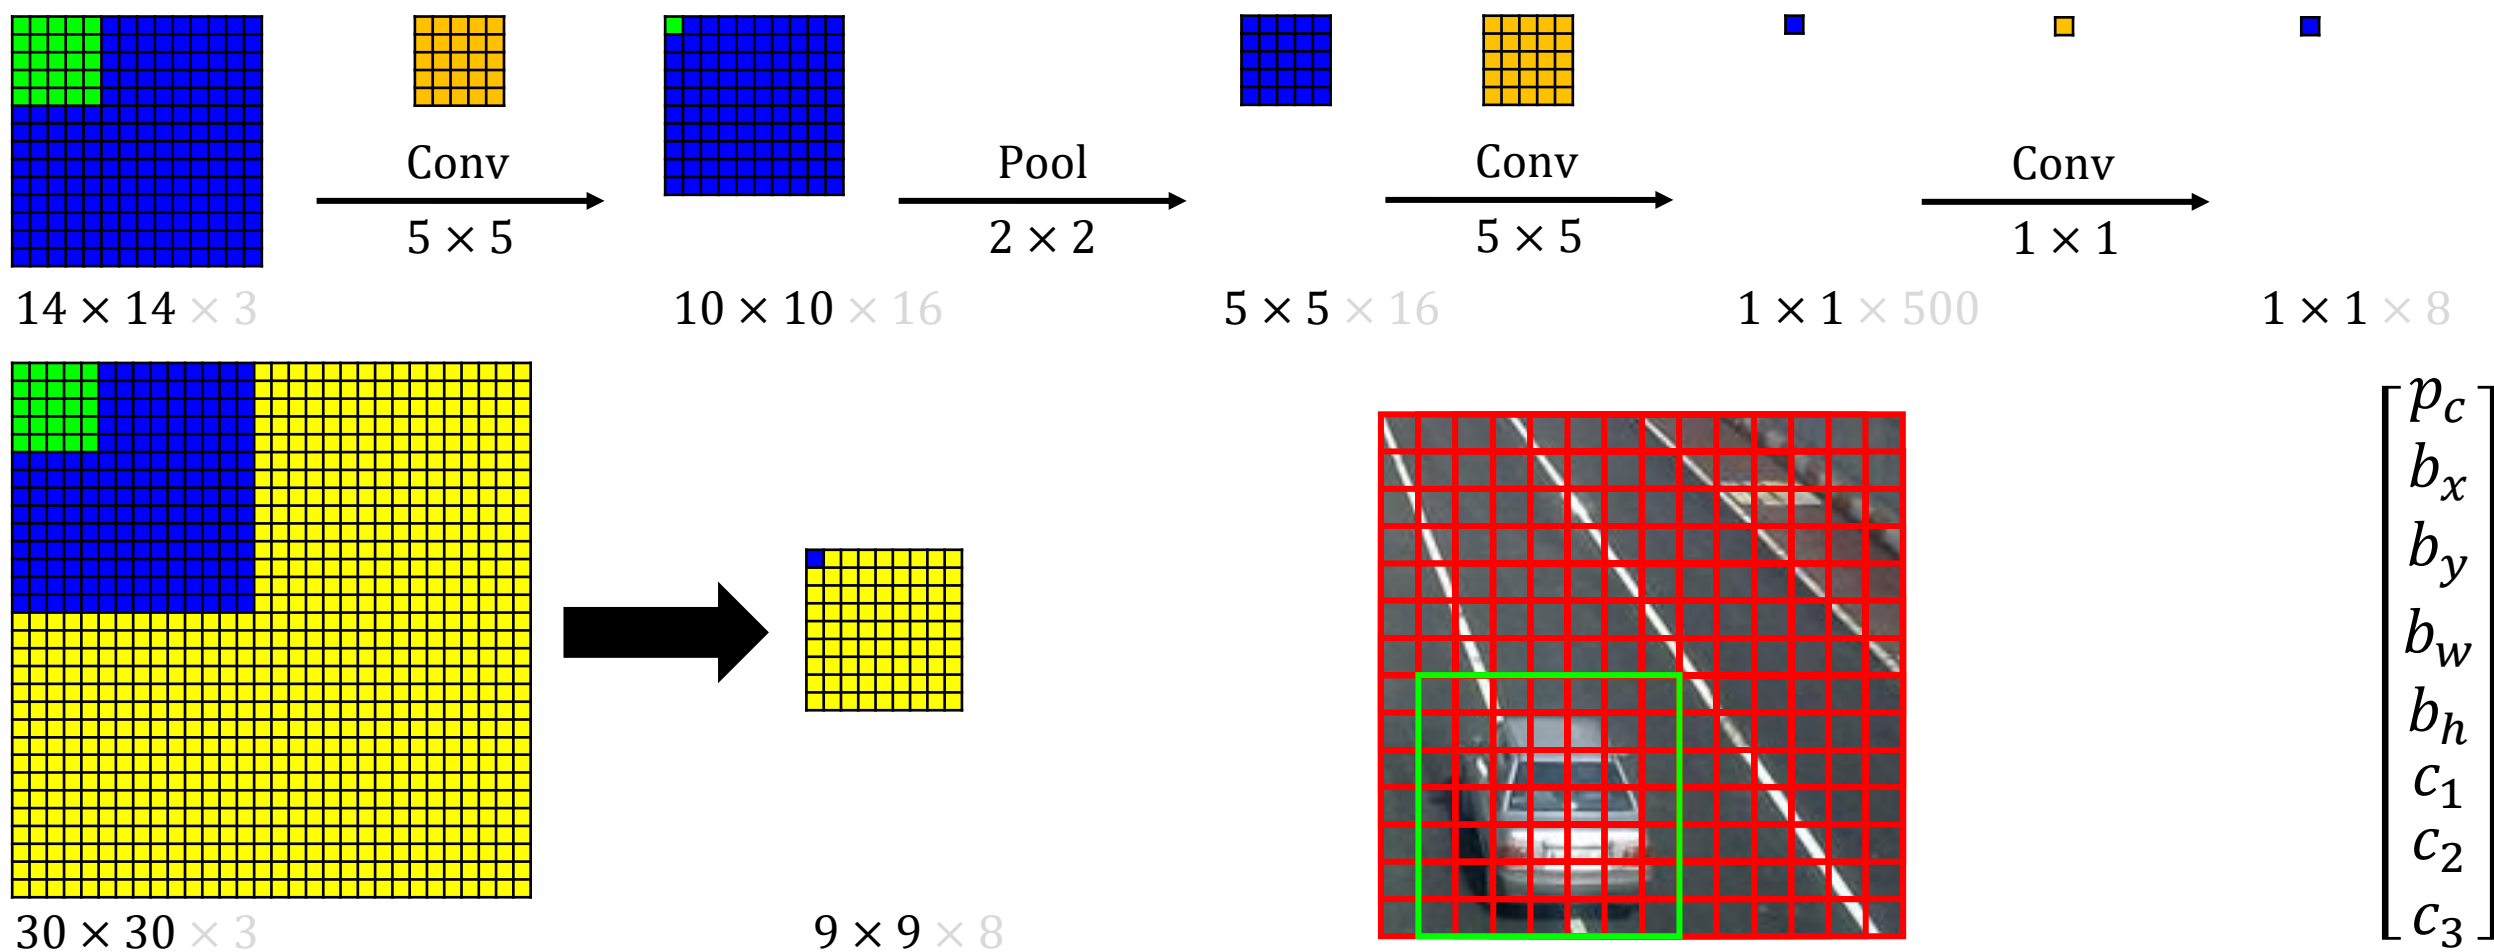 Conv
5 × 5
Pool
2 × 2
Conv
5 × 5
Conv
1 × 1
14 × 14 × 3
10 × 10 × 16
5 × 5 × 16
1 × 1 × 500
1 × 1 × 8
30 × 30 × 3
9 × 9 × 8
p_c
b_x
b_y
b_w
b_h
c_1
c_2
c_3